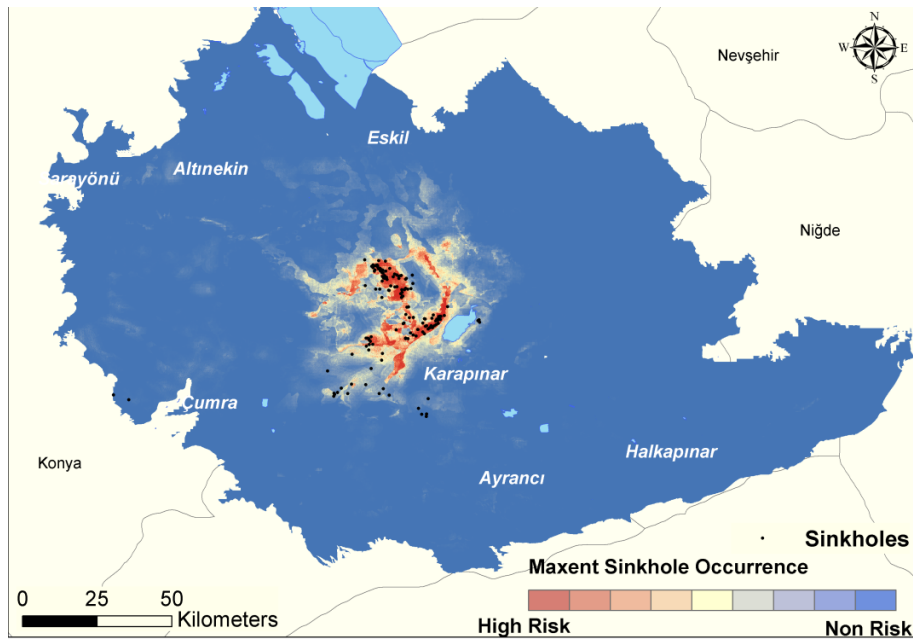 N
Nevşehir
W E
S
Eskil
Altınekin
arayönü
Niğde
Karapınar
Çumra
Konya
Halkapınar
Ayrancı
Sinkholes
Maxent Sinkhole Occurrence
0 25 50
Kilometers
High Risk
Non Risk